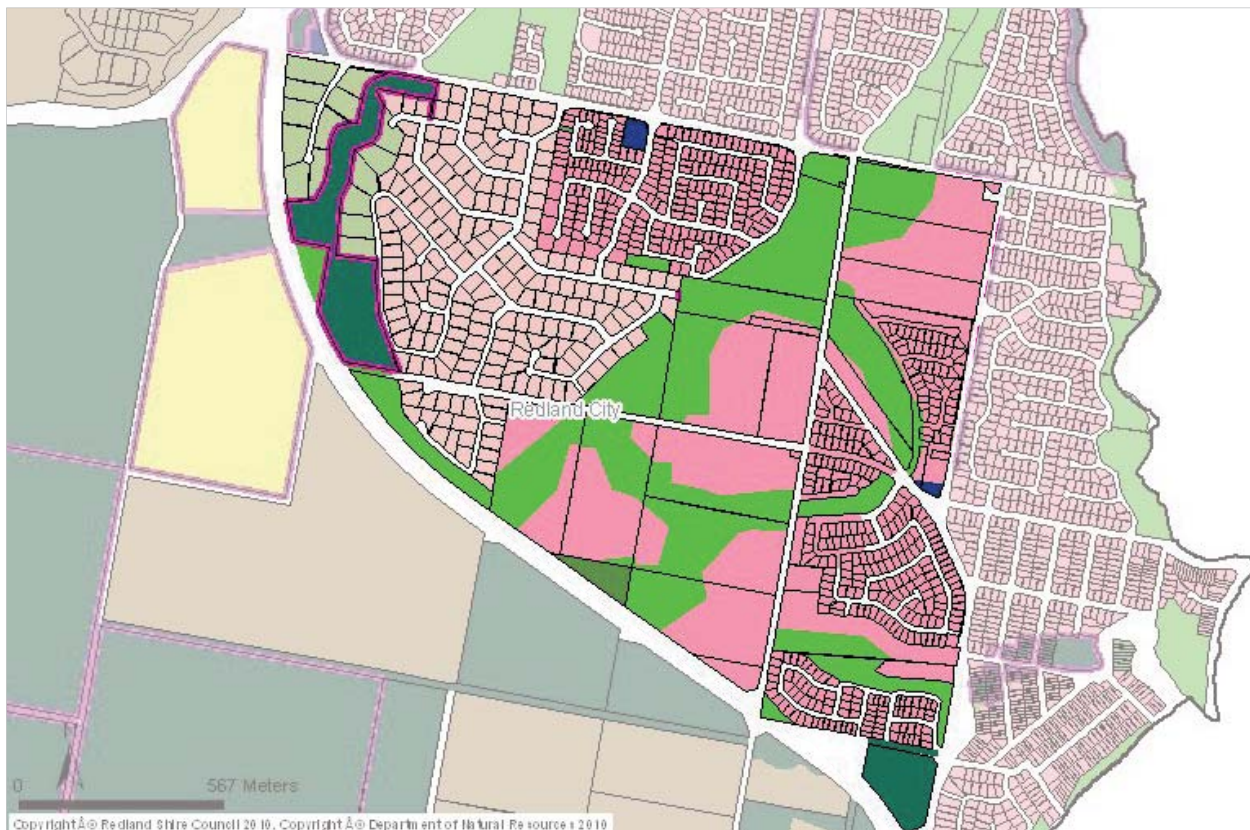 Redland City
0 567 Meters
Copyright Â© Redland Shire Council 2010, Copyright Â© Department of Natural Resources 2010